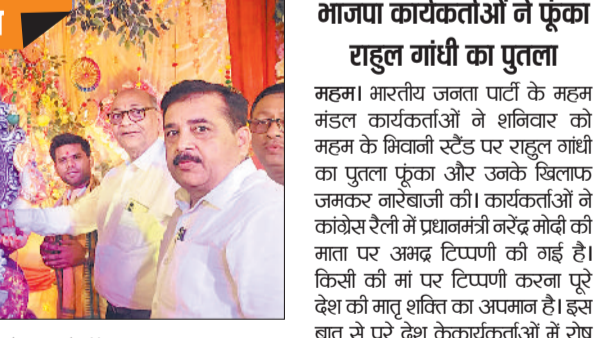 भाजपा कार्यकर्ताओं ने फूंका
राहुल गांधी का पुतला
महम। भारतीय जनता पार्टी के महम
मंडल कार्यकर्ताओं ने शनिवार को
महम के भिवानी स्टैंड पर राहुल गांधी
का पुतला फूंका और उनके खिलाफ
जमकर नारेबाजी की। कार्यकर्ताओं ने
कांग्रेस रैली में प्रधानमंत्री नरेंद्र मोदी की
माता पर अभद्र टिप्पणी की गई है।
किसी की मां पर टिप्पणी करना पूरे
देश की मातृ शक्ति का अपमान है। इस
बात से पूरे देश केकार्यकर्ताओं में रोष